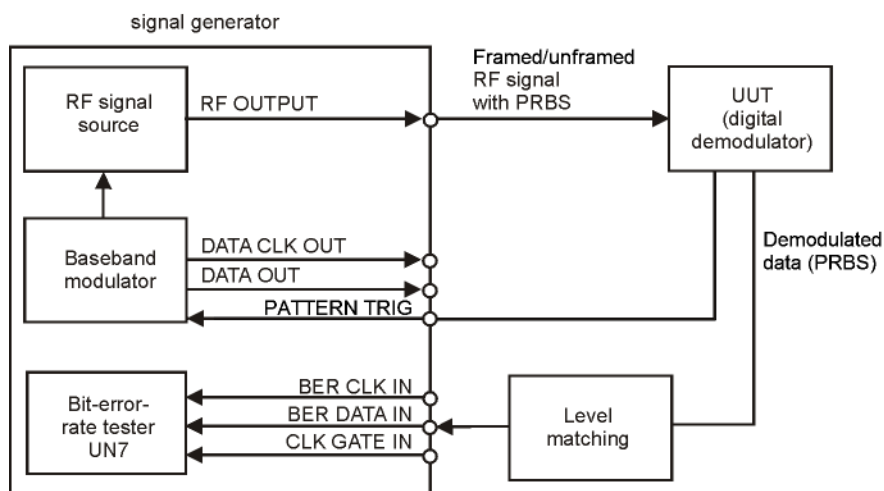 signal generator
RF signal
source
RF OUTPUT
Framed/unframed
RF signal
with PRBS
UUT
(digital
demodulator)
Baseband
modulator
DATA CLK OUT
DATA OUT
PATTERN TRIG
Demodulated
data (PRBS)
Bit-error-
rate tester
UN7
BER CLK IN
BER DATA IN
CLK GATE IN
Level
matching